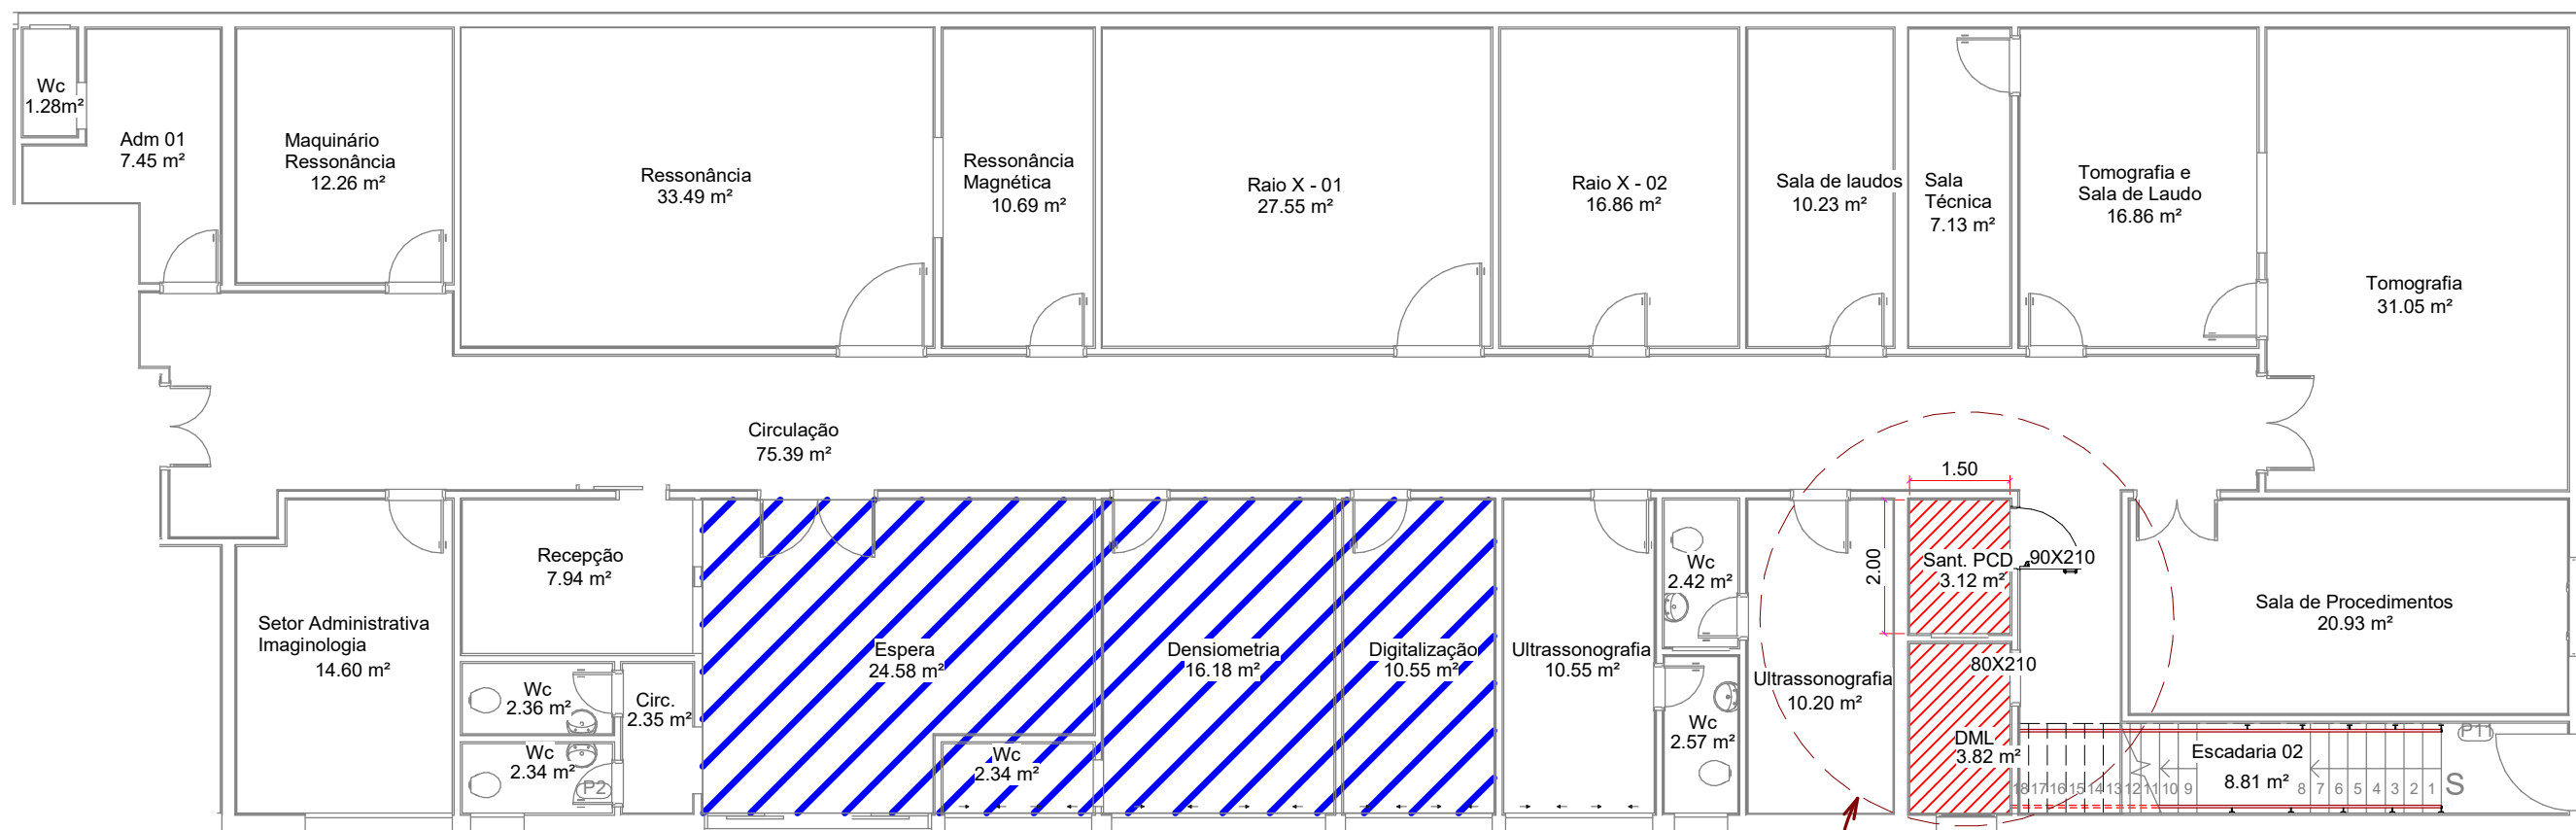 Wc
1.28m²
Adm 01
7.45 m²
Maquinário
Ressonância
12.26 m²
Ressonância
33.49 m²
Ressonância
Magnética
10.69 m²
Raio X - 01
27.55 m²
Raio X - 02
16.86 m²
Sala de laudos
10.23 m²
Sala
Técnica
7.13 m²
Tomografia e
Sala de Laudo
16.86 m²
Tomografia
31.05 m²
Circulação
75.39 m²
Setor Administrativa
Imaginologia
14.60 m²
Recepção
7.94 m²
Wc
2.36 m²
Wc
2.34 m²
P2
Circ.
2.35 m²
Espera
24.58 m²
Wc
2.34 m²
Densiometria
16.18 m²
Digitalização
10.55 m²
Ultrassonografia
10.55 m²
Wc
2.42 m²
Wc
2.57 m²
Ultrassonografia
10.20 m²
1.50
2.00
Sant. PCD
3.12 m²
90X210
80X210
DML
3.82 m²
Sala de Procedimentos
20.93 m²
Escadaria 02
8.81 m²
18 17 16 15 14 13 12 11 10 9
8 7 6 5 4 3 2 1
S
P11